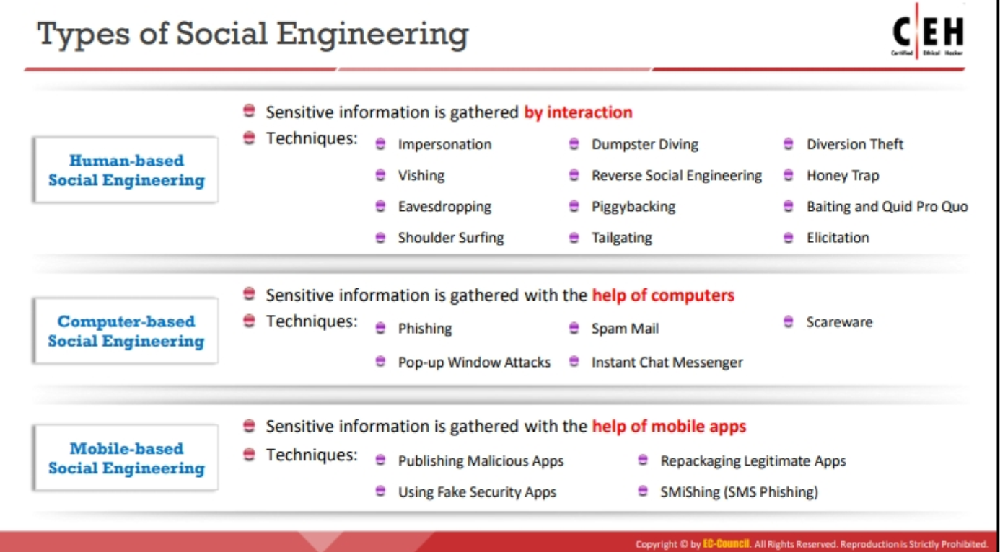 Types of Social Engineering
C|EH
Certified Ethical Hacker
Human-based
Social Engineering
Sensitive information is gathered by interaction
Techniques:
Impersonation
Vishing
Eavesdropping
Shoulder Surfing
Dumpster Diving
Reverse Social Engineering
Piggybacking
Tailgating
Diversion Theft
Honey Trap
Baiting and Quid Pro Quo
Elicitation
Computer-based
Social Engineering
Sensitive information is gathered with the help of computers
Techniques:
Phishing
Pop-up Window Attacks
Spam Mail
Instant Chat Messenger
Scareware
Mobile-based
Social Engineering
Sensitive information is gathered with the help of mobile apps
Techniques:
Publishing Malicious Apps
Using Fake Security Apps
Repackaging Legitimate Apps
SMiShing (SMS Phishing)
Copyright © by EC-Council. All Rights Reserved. Reproduction is Strictly Prohibited.